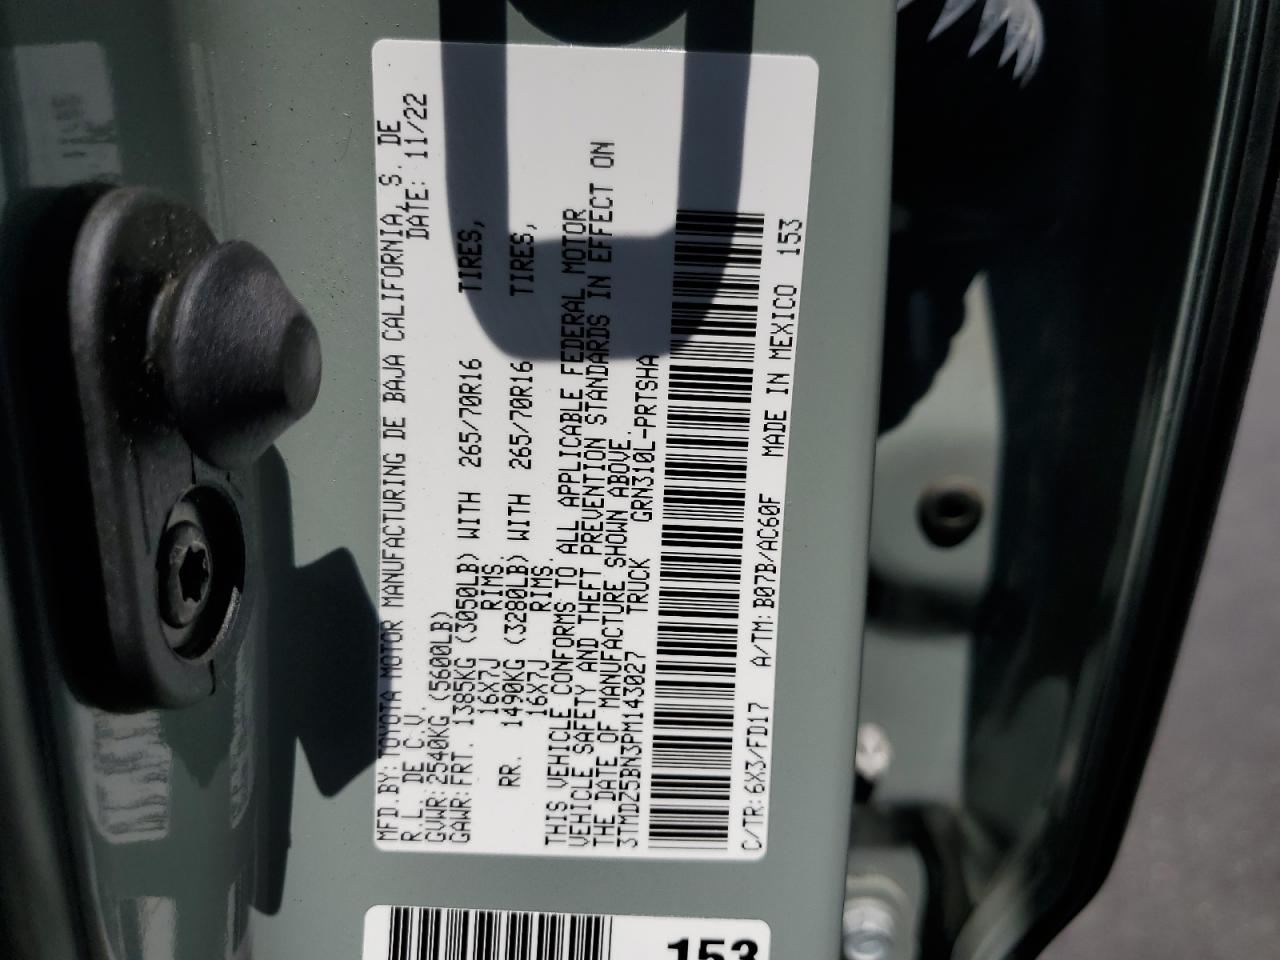 MFD.BY: TOYOTA MOTOR MANUFACTURING DE BAJA CALIFORNIA, S. DE
R.L. DE C.V. DATE: 11/22
GVWR: 2540KG (5600LB)
GAWR: FRT. 1385KG (3050LB) WITH 265/70R16 TIRES,
16X7J RIMS.
RR. 1490KG (3280LB) WITH 265/70R16 TIRES,
16X7J RIMS.
THIS VEHICLE CONFORMS TO ALL APPLICABLE FEDERAL MOTOR
VEHICLE SAFETY AND THEFT PREVENTION STANDARDS IN EFFECT ON
THE DATE OF MANUFACTURE SHOWN ABOVE.
3TMDZ5BN3PM143027 TRUCK GRN310L-PRTSHA
C/TR: 6X3/FD17 A/TM: B07B/AC60F MADE IN MEXICO 153
153